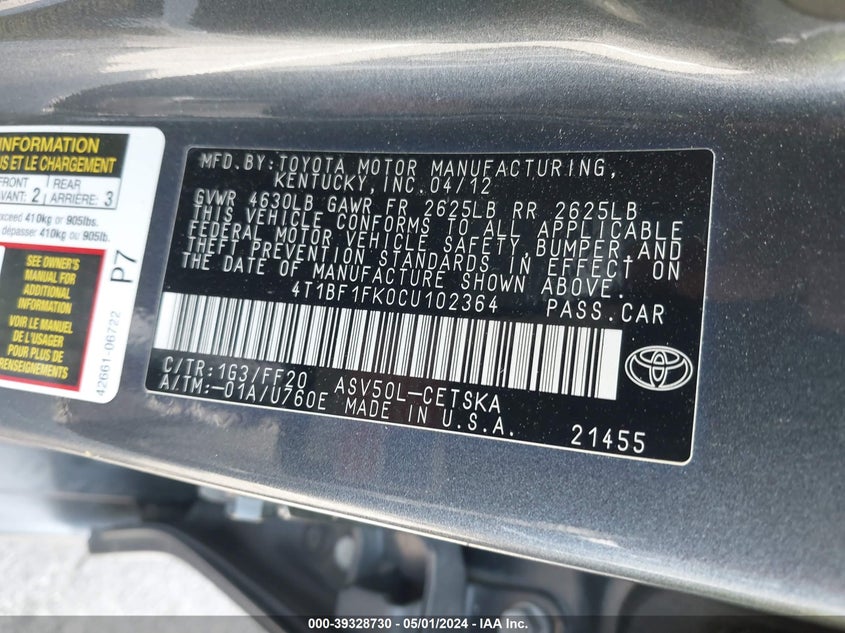 INFORMATION
US ET LE CHARGEMENT
FRONT
AVANT: 2
REAR
ARRIÈRE: 3
exceed 410kg or 905lbs.
dépasser 410kg ou 905lb.
SEE OWNER'S
MANUAL FOR
ADDITIONAL
INFORMATION
VOIR LE MANUEL
DE L'USAGER
POUR PLUS DE
RENSEIGNEMENTS
42661-06722
P7
MFD.BY:TOYOTA MOTOR MANUFACTURING,
KENTUCKY,INC.04/12
GVWR 4630LB GAWR FR 2625LB RR 2625LB
THIS VEHICLE CONFORMS TO ALL APPLICABLE
FEDERAL MOTOR VEHICLE SAFETY,BUMPER,AND
THEFT PREVENTION STANDARDS IN EFFECT ON
THE DATE OF MANUFACTURE SHOWN ABOVE.
4T1BF1FK0CU102364 PASS.CAR
C/TR:1G3/FF20 ASV50L-CETSKA
A/TM:-01A/U760E MADE IN U.S.A.
21455
000-39328730 - 05/01/2024 - IAA Inc.